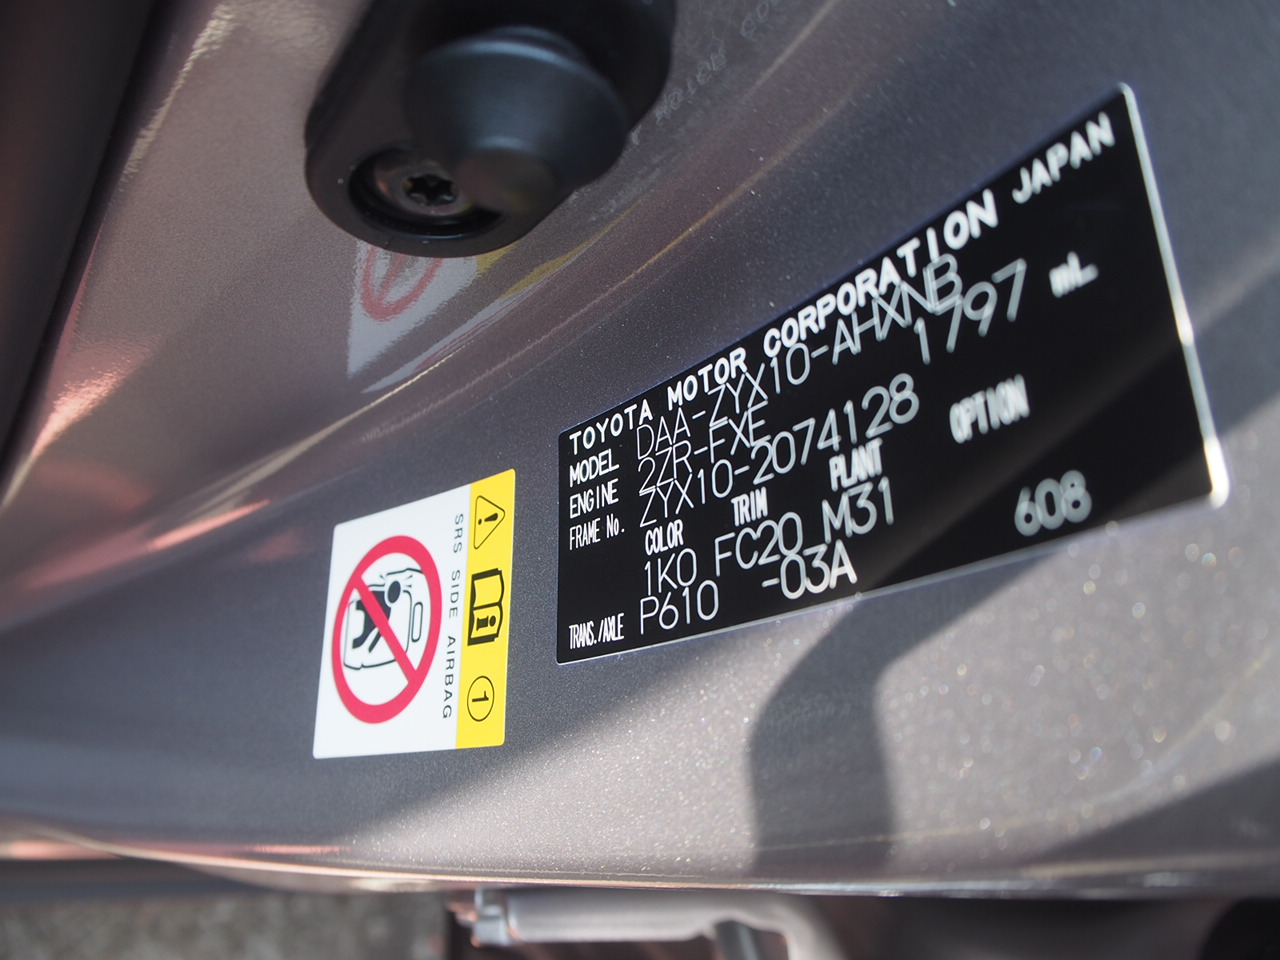 TOYOTA MOTOR CORPORATION JAPAN
MODEL DAA-ZYX10-AHXNB
ENGINE 2ZR-FXE 1797 mL
FRAME No. ZYX10-2074128
COLOR TRIM PLANT OPTION
1K0 FC20 M31 608
TRANS./AXLE P610 -03A
SRS SIDE AIRBAG
1